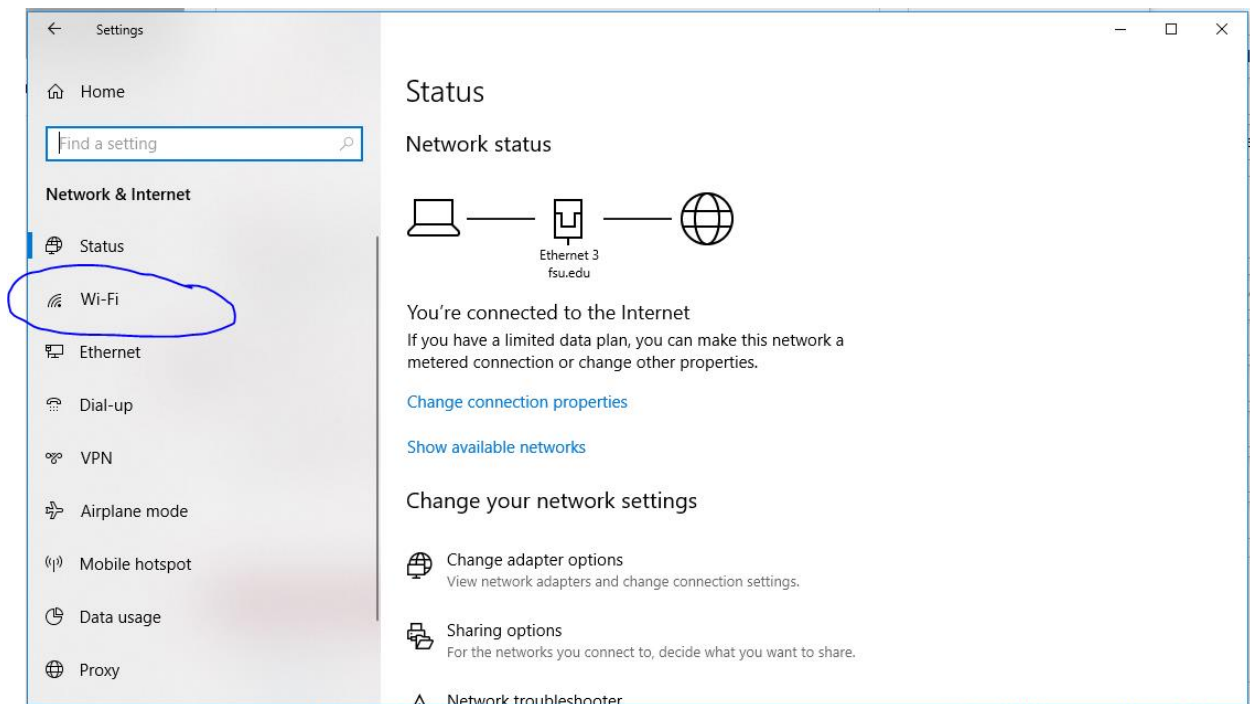 Settings
Home
Find a setting
Network & Internet
Status
Wi-Fi
Ethernet
Dial-up
VPN
Airplane mode
Mobile hotspot
Data usage
Proxy
Status
Network status
Ethernet 3
fsu.edu
You're connected to the Internet
If you have a limited data plan, you can make this network a
metered connection or change other properties.
Change connection properties
Show available networks
Change your network settings
Change adapter options
View network adapters and change connection settings.
Sharing options
For the networks you connect to, decide what you want to share.
Network troubleshooter